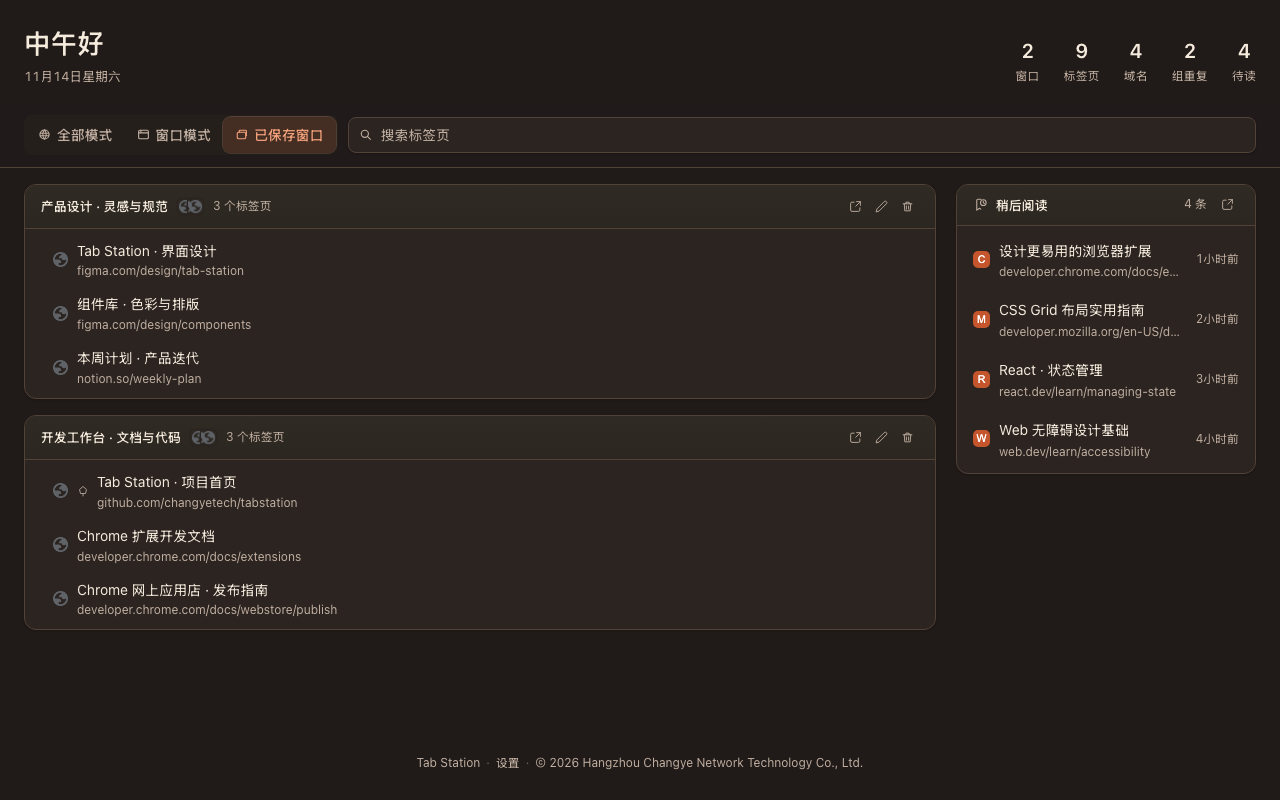 中午好
11月14日星期六
2
窗口
9
标签页
4
域名
2
组重复
4
待读
全部模式
窗口模式
已保存窗口
搜索标签页
产品设计 · 灵感与规范 3 个标签页
Tab Station · 界面设计
figma.com/design/tab-station
组件库 · 色彩与排版
figma.com/design/components
本周计划 · 产品迭代
notion.so/weekly-plan
开发工作台 · 文档与代码 3 个标签页
Tab Station · 项目首页
github.com/changyetech/tabstation
Chrome 扩展开发文档
developer.chrome.com/docs/extensions
Chrome 网上应用店 · 发布指南
developer.chrome.com/docs/webstore/publish
稍后阅读 4 条
C 设计更易用的浏览器扩展 1小时前
developer.chrome.com/docs/e...
M CSS Grid 布局实用指南 2小时前
developer.mozilla.org/en-US/d...
R React · 状态管理 3小时前
react.dev/learn/managing-state
W Web 无障碍设计基础 4小时前
web.dev/learn/accessibility
Tab Station · 设置 · © 2026 Hangzhou Changye Network Technology Co., Ltd.